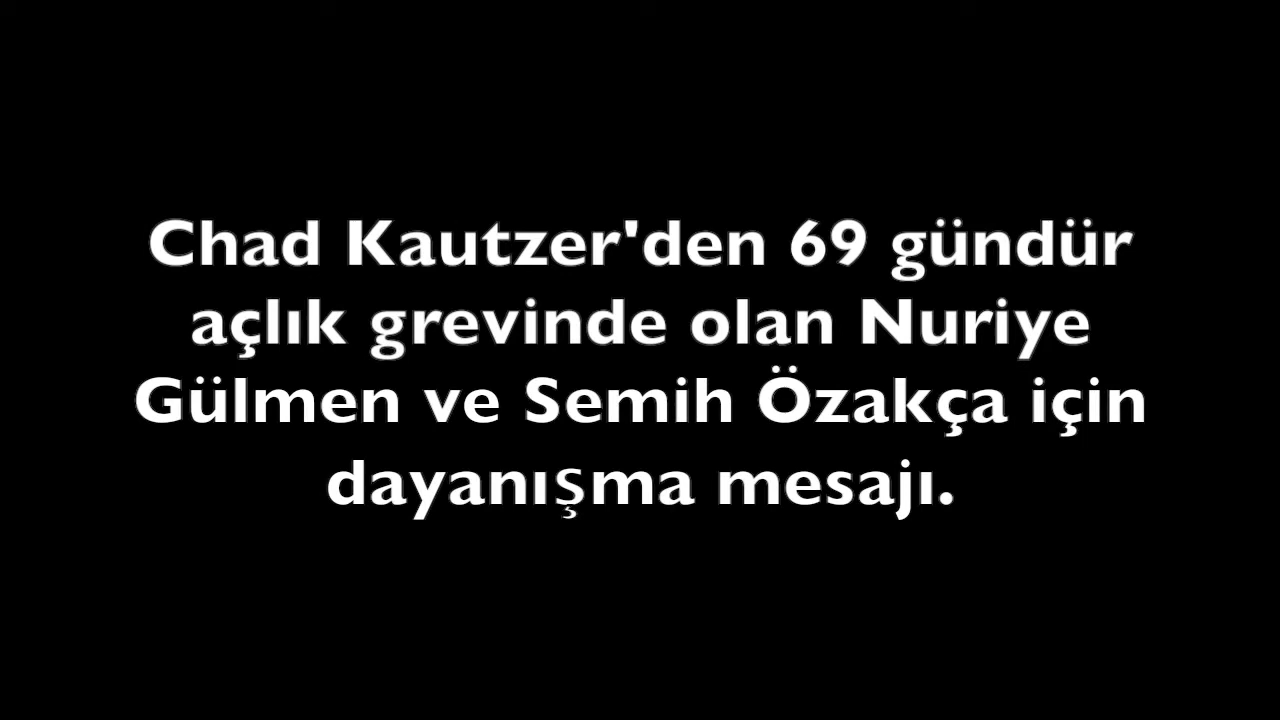 Chad Kautzer'den 69 gündür
açlık grevinde olan Nuriye
Gülmen ve Semih Özakça için
dayanışma mesajı.